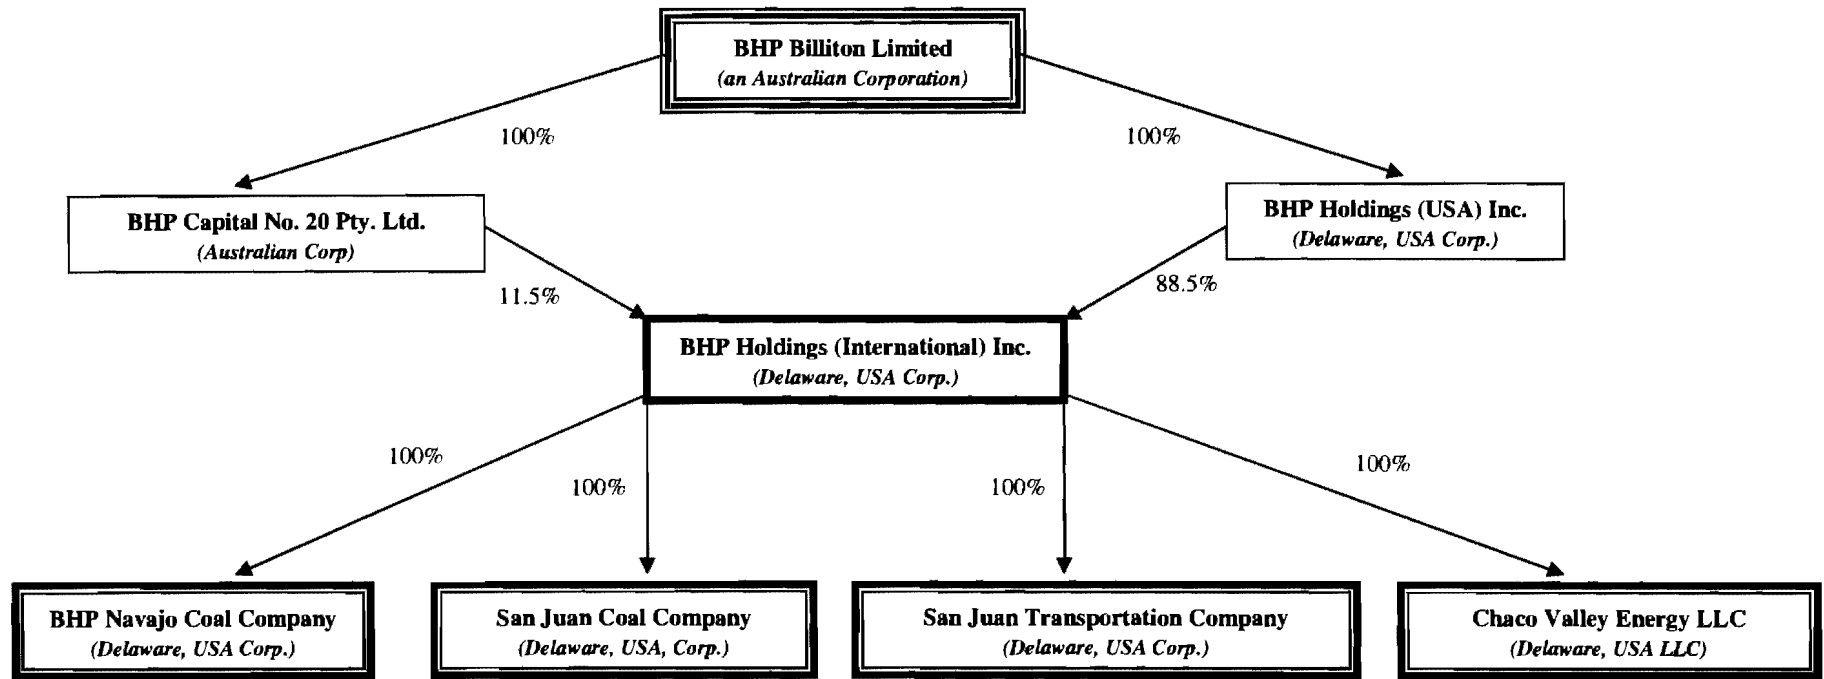 BHP Billiton Limited
(an Australian Corporation)
100%
100%
BHP Capital No. 20 Pty. Ltd.
(Australian Corp)
BHP Holdings (USA) Inc.
(Delaware, USA Corp.)
11.5%
88.5%
BHP Holdings (International) Inc.
(Delaware, USA Corp.)
100%
100%
100%
100%
BHP Navajo Coal Company
(Delaware, USA Corp.)
San Juan Coal Company
(Delaware, USA, Corp.)
San Juan Transportation Company
(Delaware, USA Corp.)
Chaco Valley Energy LLC
(Delaware, USA LLC)